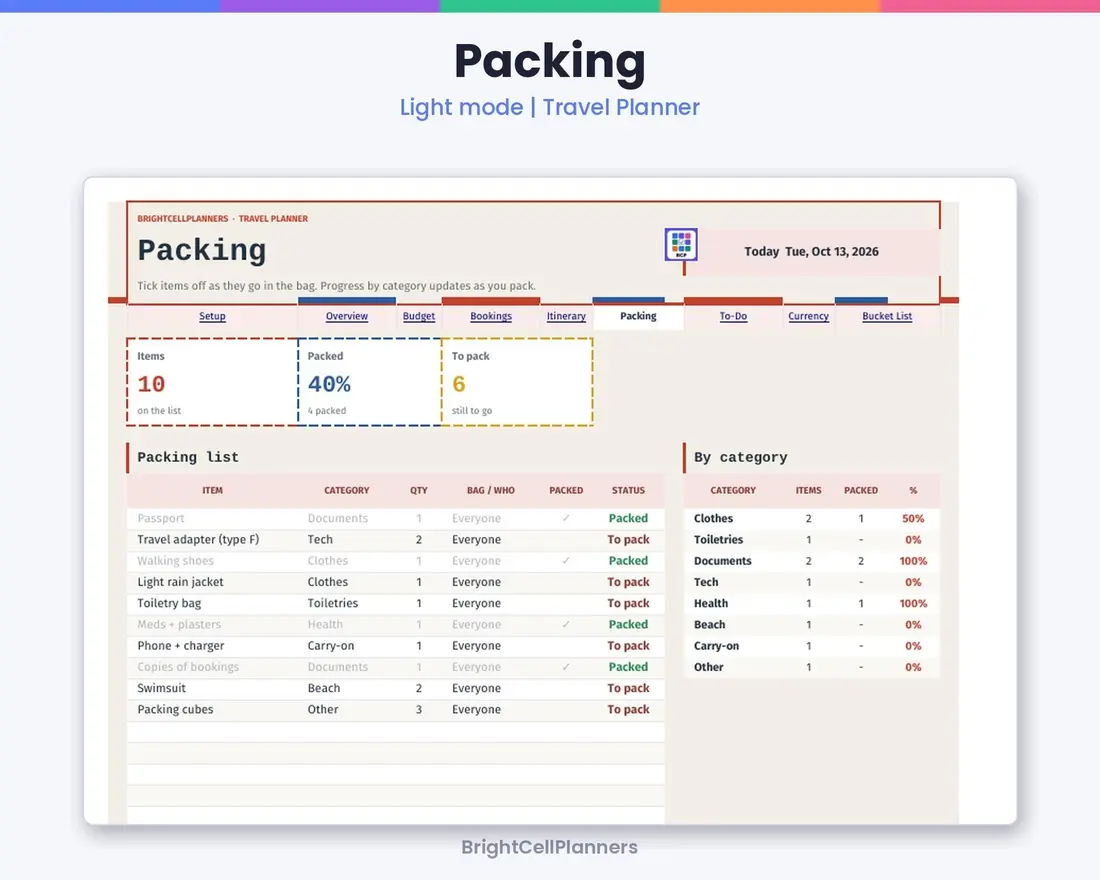 Packing
Light mode | Travel Planner
BRIGHTCELLPLANNERS · TRAVEL PLANNER
Packing
BCP
Today Tue, Oct 13, 2026
Tick items off as they go in the bag. Progress by category updates as you pack.
Setup Overview Budget Bookings Itinerary Packing To-Do Currency Bucket List
Items Packed To pack
10 40% 6
on the list 4 packed still to go
Packing list
ITEM CATEGORY QTY BAG / WHO PACKED STATUS
Passport Documents 1 Everyone ✓ Packed
Travel adapter (type F) Tech 2 Everyone To pack
Walking shoes Clothes 1 Everyone ✓ Packed
Light rain jacket Clothes 1 Everyone To pack
Toiletry bag Toiletries 1 Everyone To pack
Meds + plasters Health 1 Everyone ✓ Packed
Phone + charger Carry-on 1 Everyone To pack
Copies of bookings Documents 1 Everyone ✓ Packed
Swimsuit Beach 2 Everyone To pack
Packing cubes Other 3 Everyone To pack
By category
CATEGORY ITEMS PACKED %
Clothes 2 1 50%
Toiletries 1 - 0%
Documents 2 2 100%
Tech 1 - 0%
Health 1 1 100%
Beach 1 - 0%
Carry-on 1 - 0%
Other 1 - 0%
BrightCellPlanners